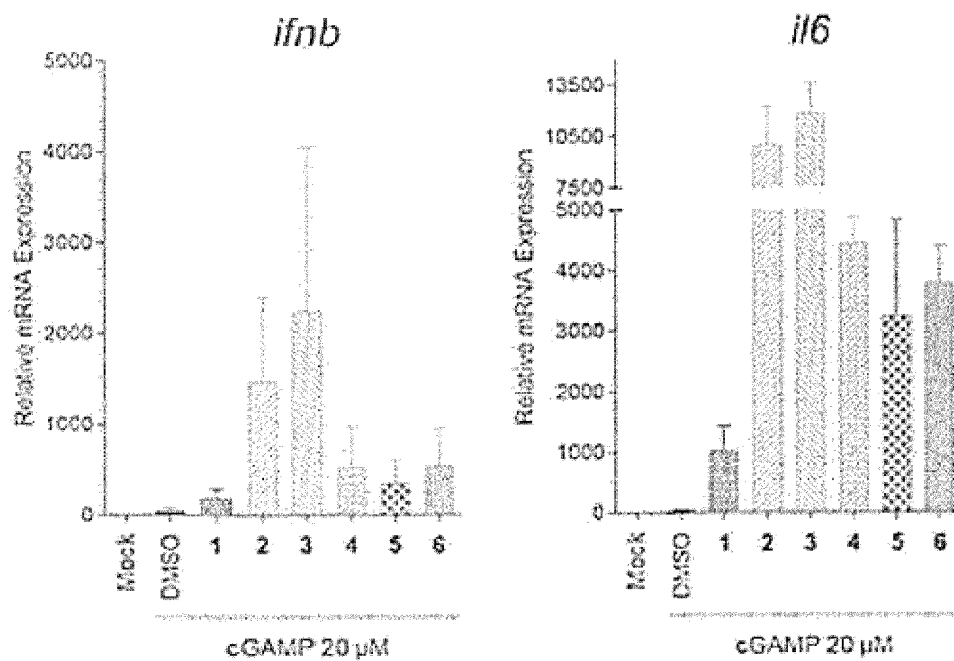 ifnb
Relative mRNA Expression
5000
4000
3000
2000
1000
0
Mock
DMSO
1
2
3
4
5
6
cGAMP 20 µM
il6
Relative mRNA Expression
13500
10500
7500
5000
4000
3000
2000
1000
0
Mock
DMSO
1
2
3
4
5
6
cGAMP 20 µM